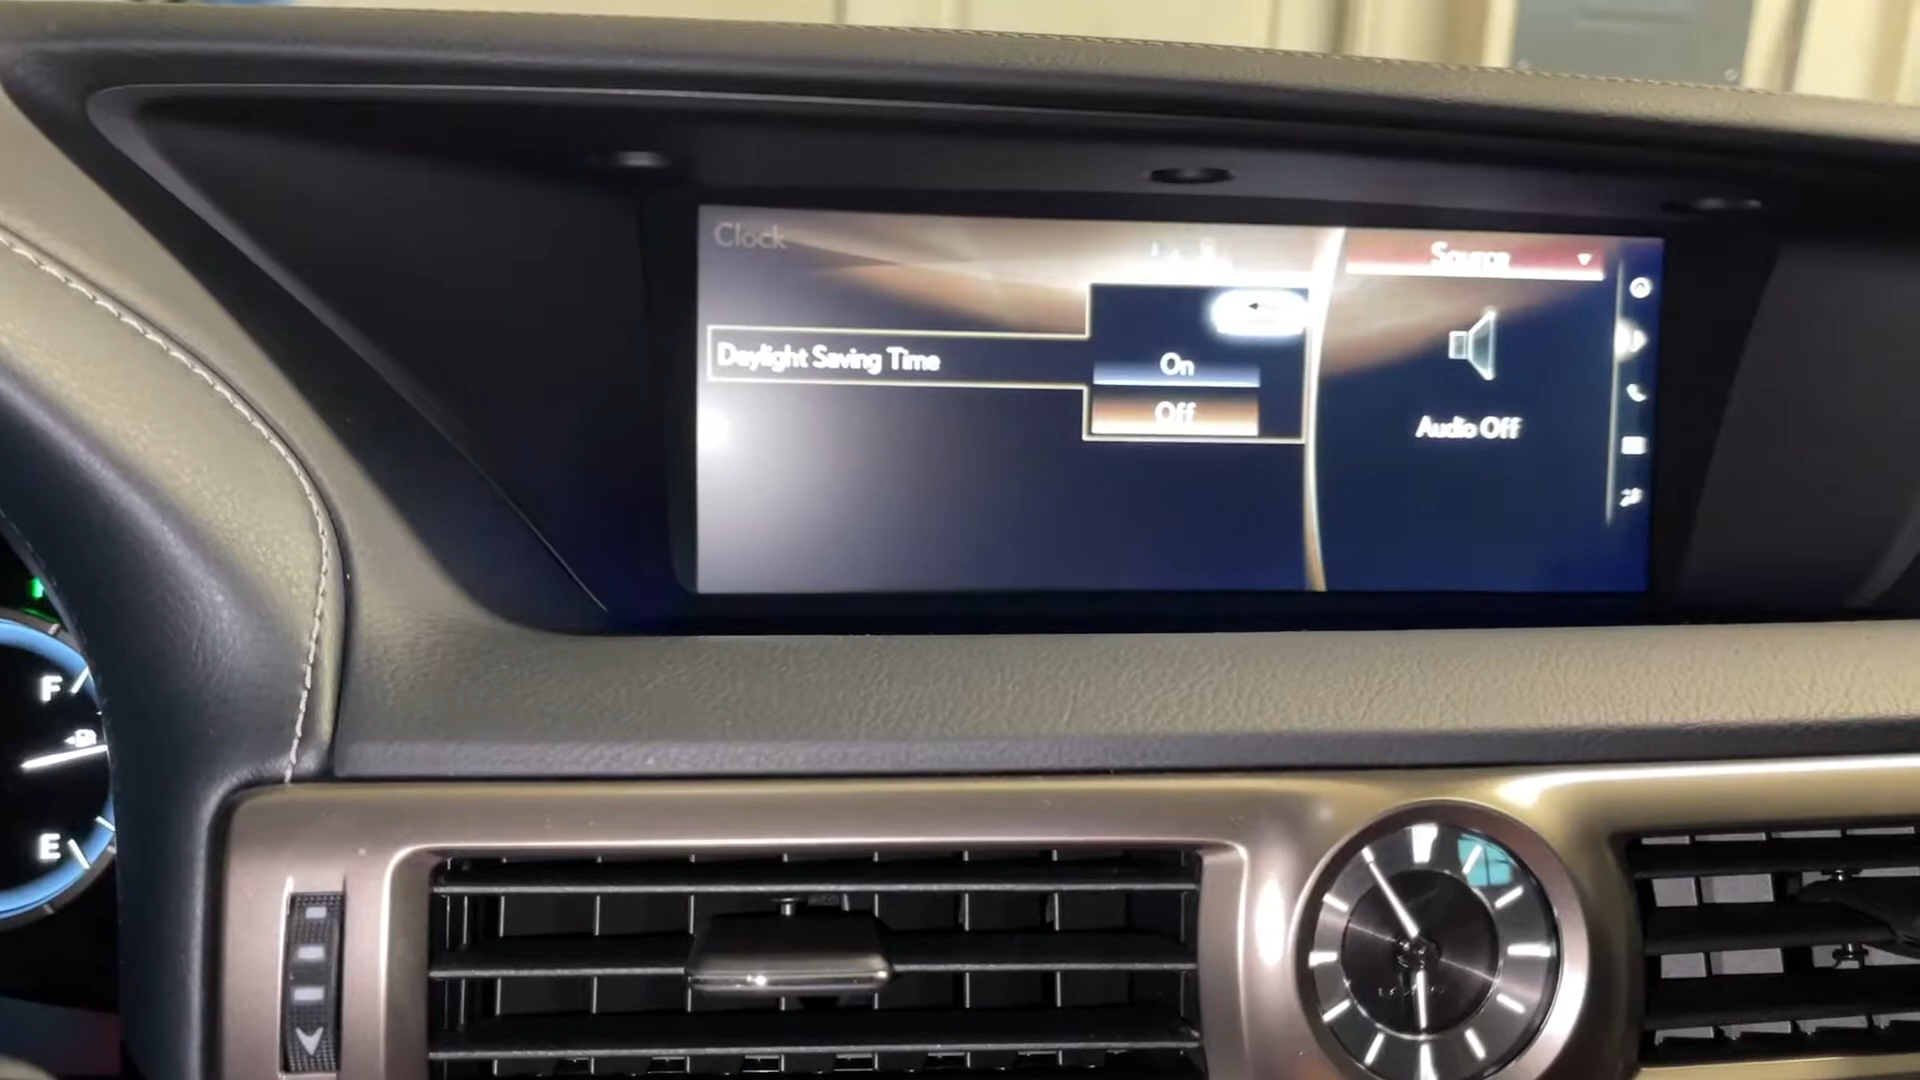 Clock
Source
Daylight Saving Time
On
Off
Audio Off
F
E